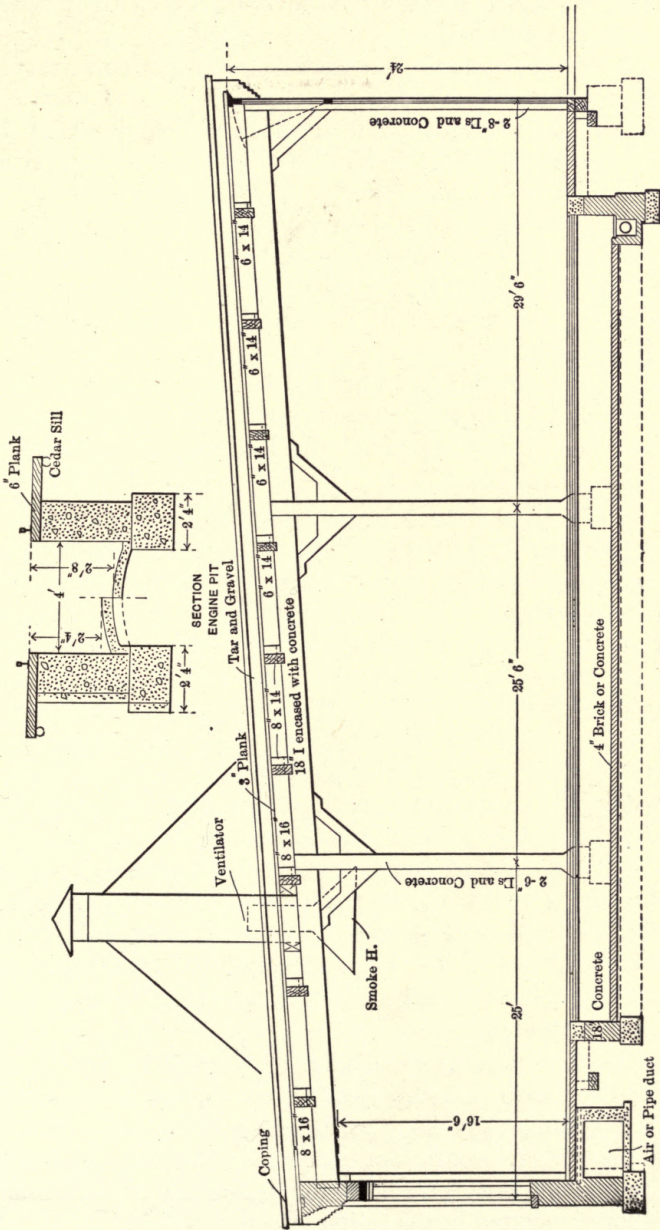 6" Plank
Cedar Sill
2' 8"
4'
2' 4"
2' 4"
2' 4"
SECTION
ENGINE PIT
Tar and Gravel
3" Plank
18" I encased with concrete
Ventilator
Smoke H.
Coping
8" x 16"
8" x 16"
8" x 14"
6" x 14"
6" x 14"
6" x 14"
6" x 14"
24'
2-8" [s and Concrete
2-6" [s and Concrete
16' 6"
25'
25' 6"
29' 6"
4" Brick or Concrete
Concrete
18"
Air or Pipe duct